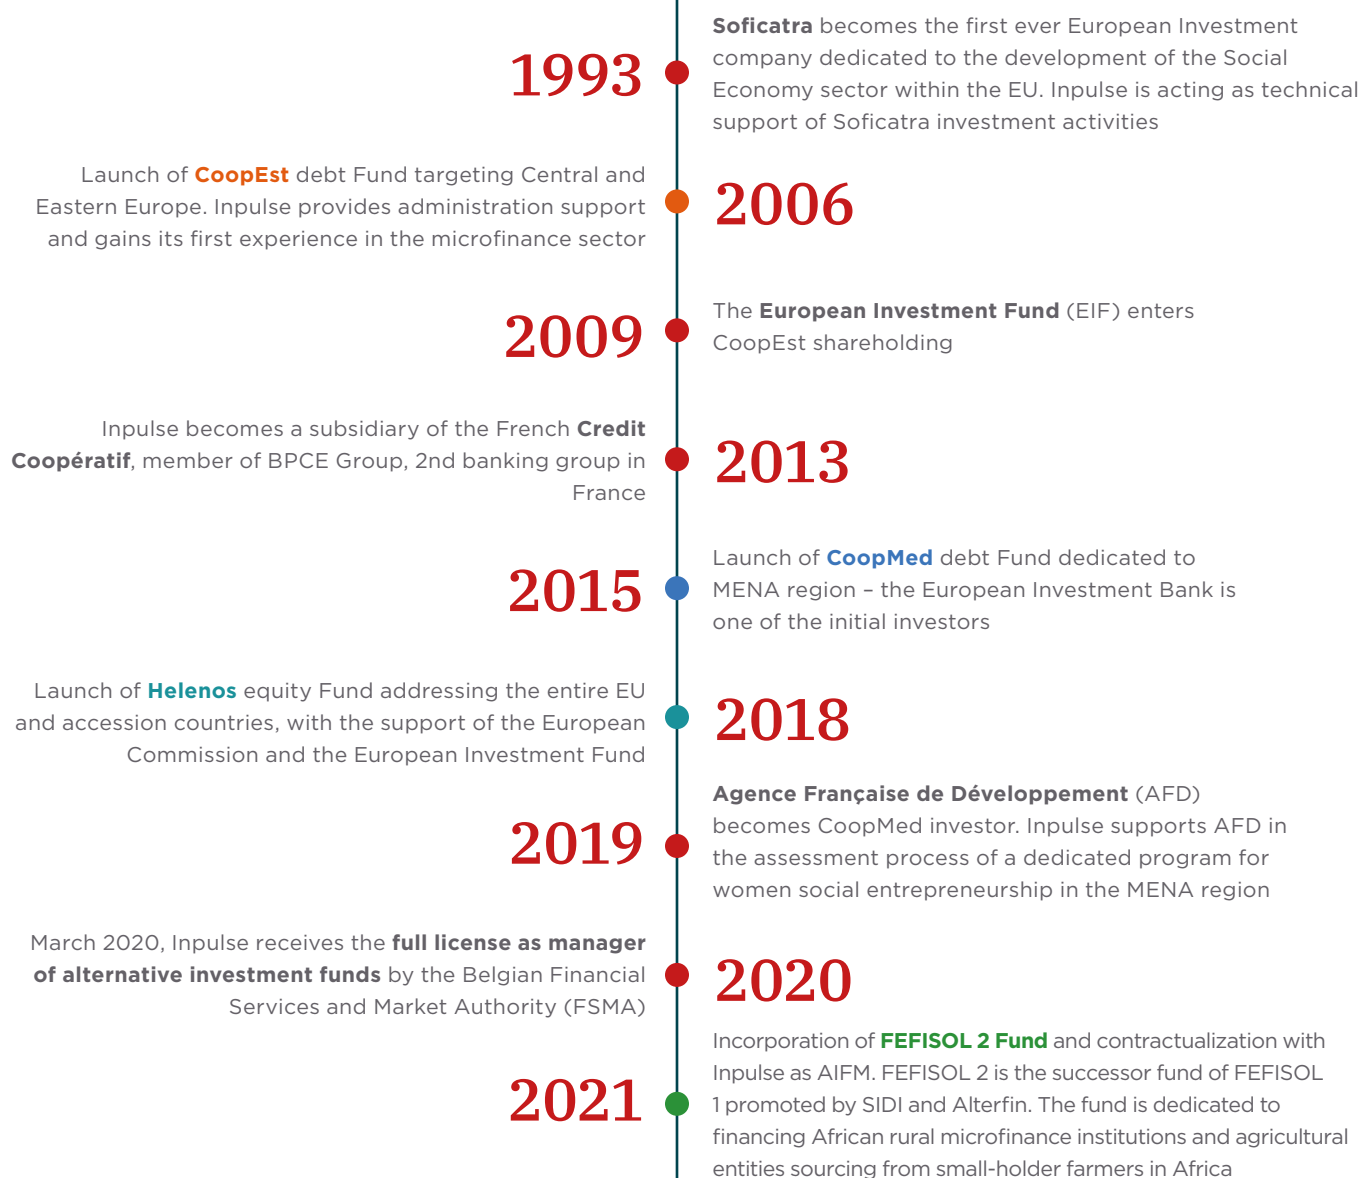 Soficatra becomes the first ever European Investment
company dedicated to the development of the Social
Economy sector within the EU. Inpulse is acting as technical
support of Soficatra investment activities
1993
Launch of CoopEst debt Fund targeting Central and
Eastern Europe. Inpulse provides administration support
and gains its first experience in the microfinance sector
2006
The European Investment Fund (EIF) enters
CoopEst shareholding
2009
Inpulse becomes a subsidiary of the French Credit
Coopératif, member of BPCE Group, 2nd banking group in
France
2013
Launch of CoopMed debt Fund dedicated to
MENA region – the European Investment Bank is
one of the initial investors
2015
Launch of Helenos equity Fund addressing the entire EU
and accession countries, with the support of the European
Commission and the European Investment Fund
2018
Agence Française de Développement (AFD)
becomes CoopMed investor. Inpulse supports AFD in
the assessment process of a dedicated program for
women social entrepreneurship in the MENA region
2019
March 2020, Inpulse receives the full license as manager
of alternative investment funds by the Belgian Financial
Services and Market Authority (FSMA)
2020
Incorporation of FEFISOL 2 Fund and contractualization with
Inpulse as AIFM. FEFISOL 2 is the successor fund of FEFISOL
1 promoted by SIDI and Alterfin. The fund is dedicated to
financing African rural microfinance institutions and agricultural
entities sourcing from small-holder farmers in Africa
2021